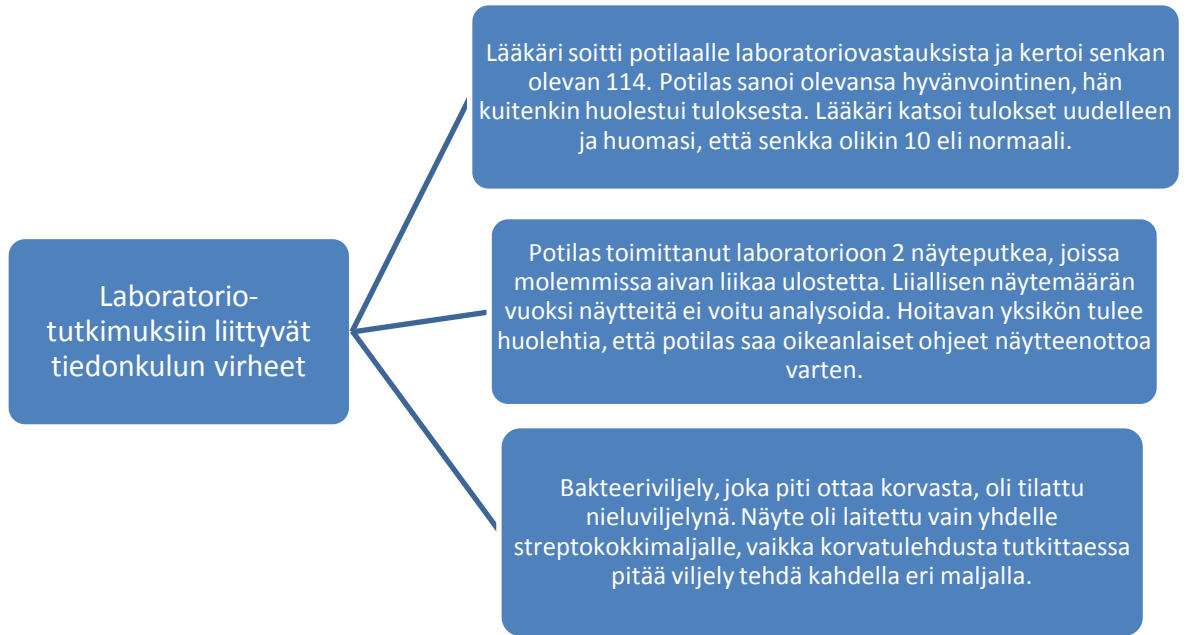 Laboratorio-
tutkimuksiin liittyvät
tiedonkulun virheet
Lääkäri soitti potilaalle laboratoriovastauksista ja kertoi senkan
olevan 114. Potilas sanoi olevansa hyvänvointinen, hän
kuitenkin huolestui tuloksesta. Lääkäri katsoi tulokset uudelleen
ja huomasi, että senkka olikin 10 eli normaali.
Potilas toimittanut laboratorioon 2 näyteputkea, joissa
molemmissa aivan liikaa ulostetta. Liiallisen näytemäärän
vuoksi näytteitä ei voitu analysoida. Hoitavan yksikön tulee
huolehtia, että potilas saa oikeanlaiset ohjeet näytteenottoa
varten.
Bakteeriviljely, joka piti ottaa korvasta, oli tilattu
nieluviljelynä. Näyte oli laitettu vain yhdelle
streptokokkimaljalle, vaikka korvatulehdusta tutkittaessa
pitää viljely tehdä kahdella eri maljalla.